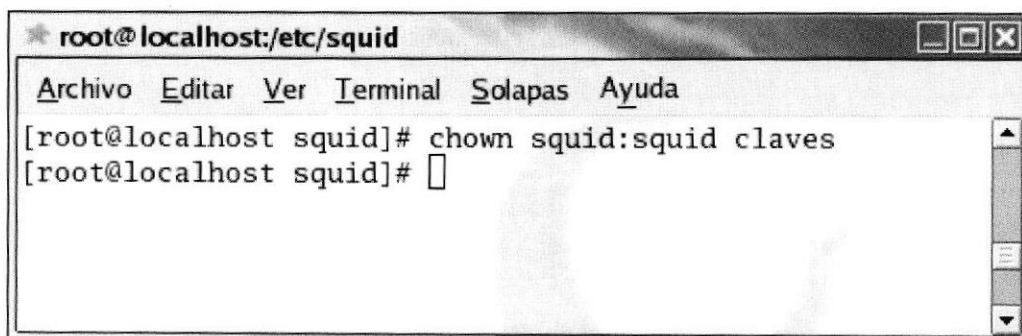 root@localhost:/etc/squid
Archivo Editar Ver Terminal Solapas Ayuda
[root@localhost squid]# chown squid:squid claves
[root@localhost squid]#